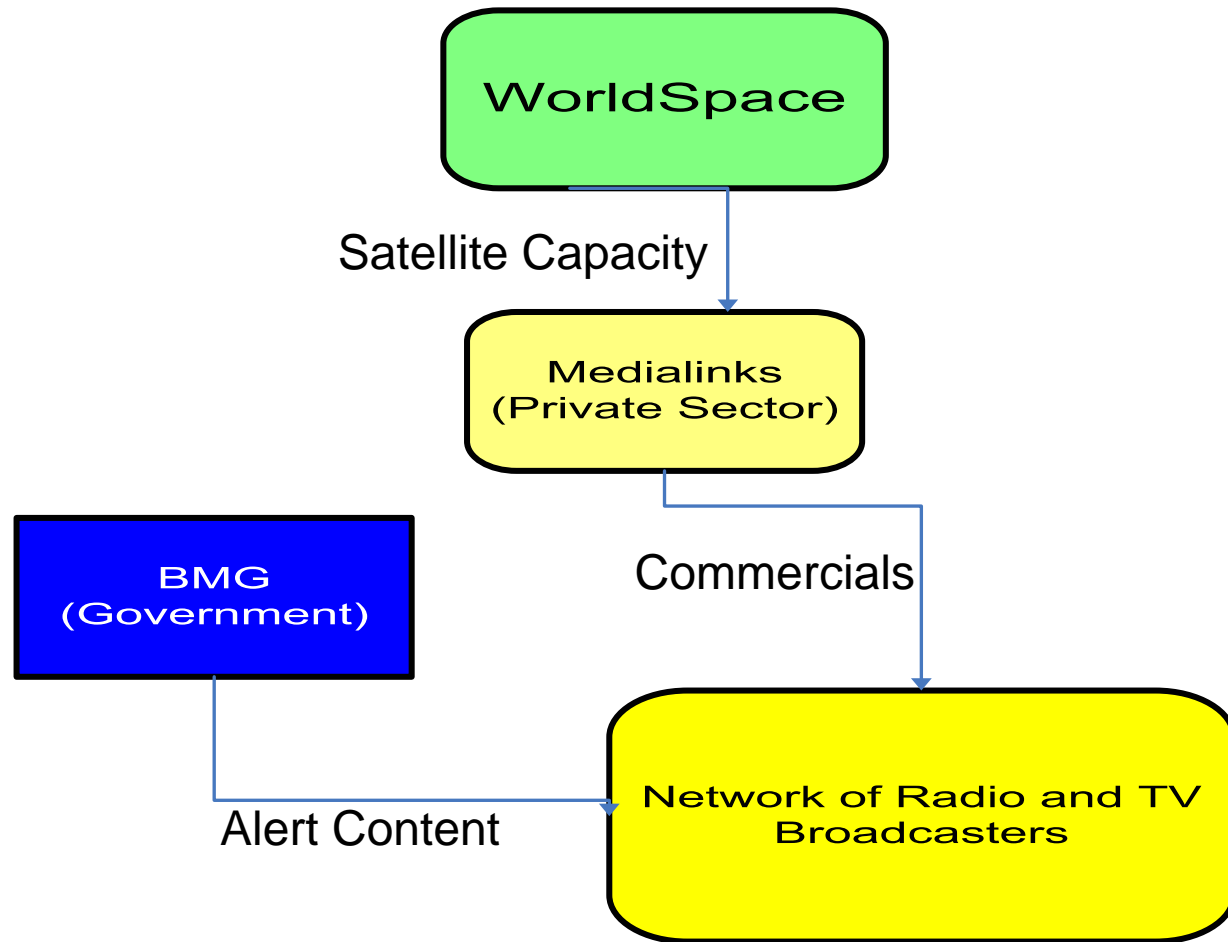 WorldSpace
Satellite Capacity
Medialinks
(Private Sector)
BMG
(Government)
Commercials
Network of Radio and TV
Broadcasters
Alert Content